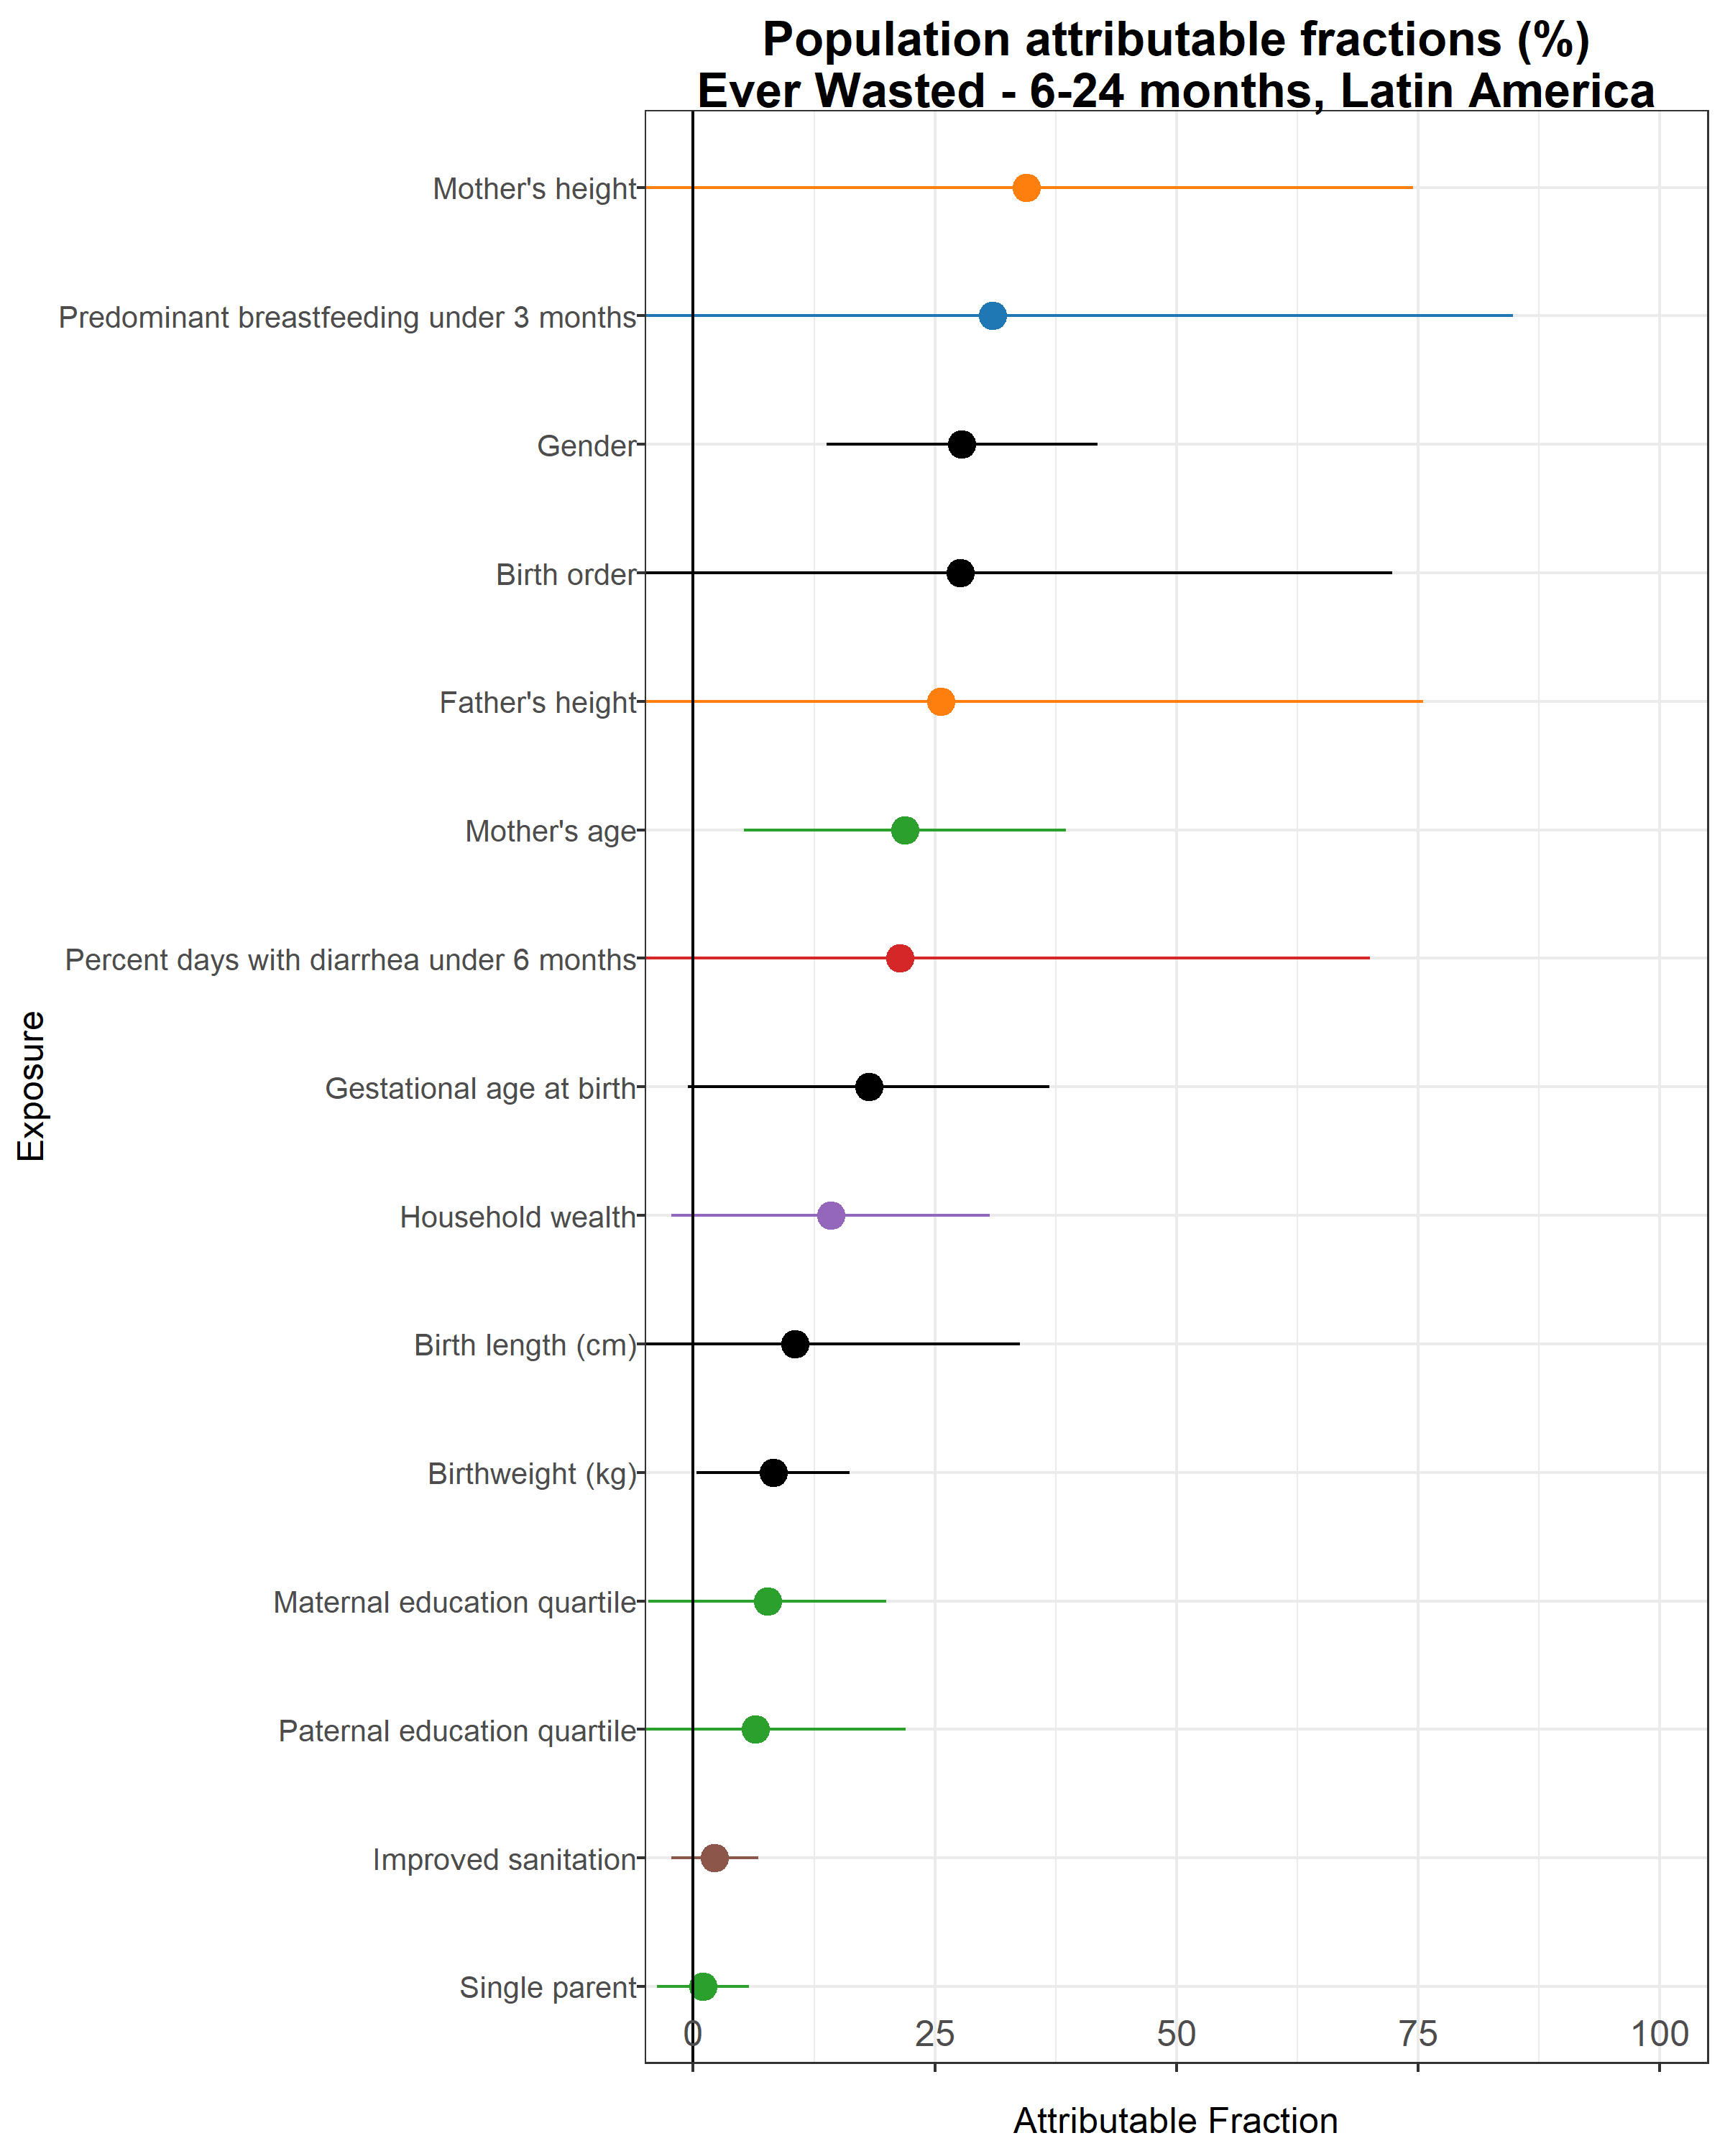 Population attributable fractions (%)
Ever Wasted - 6-24 months, Latin America
Mother's height
Predominant breastfeeding under 3 months
Gender
Birth order
Father's height
Mother's age
Percent days with diarrhea under 6 months
Gestational age at birth
Household wealth
Birth length (cm)
Birthweight (kg)
Maternal education quartile
Paternal education quartile
Improved sanitation
Single parent
Exposure
0 25 50 75 100
Attributable Fraction